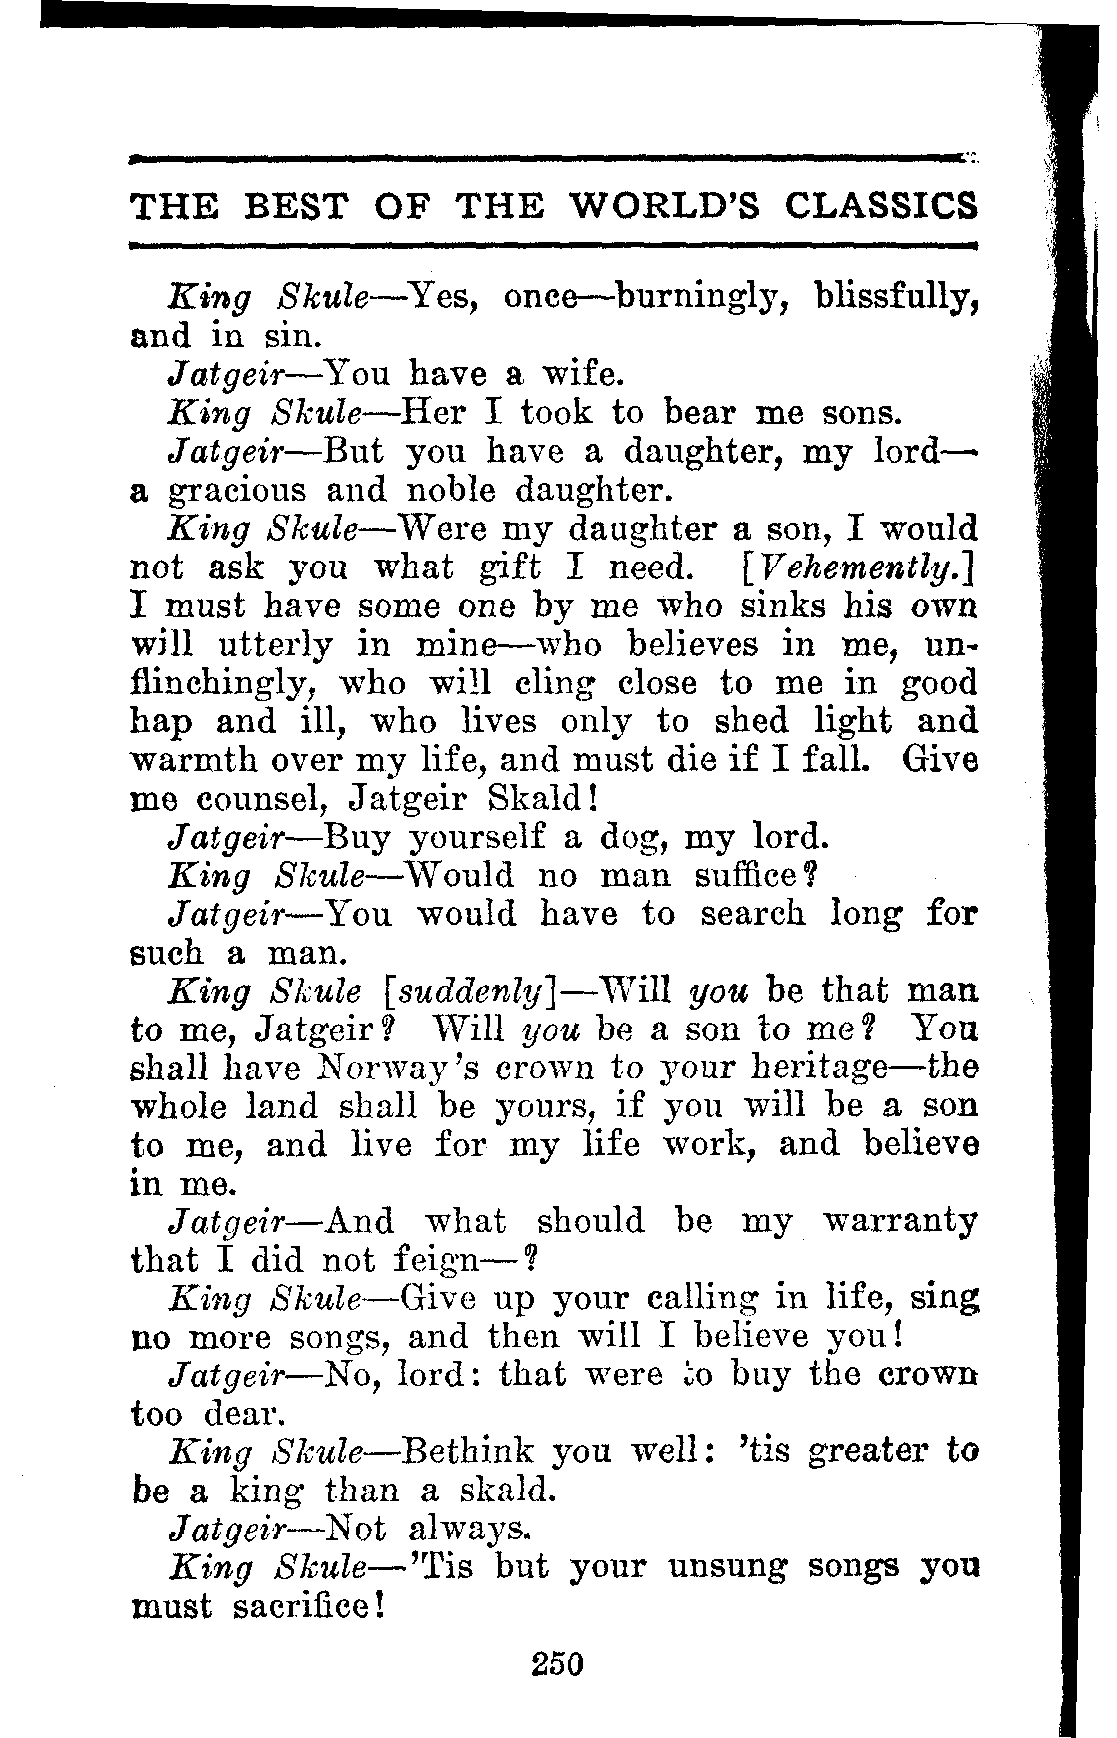 THE BEST OF THE WORLD'S CLASSICS
King Skule—Yes, once—burningly, blissfully,
and in sin.
Jatgeir—You have a wife.
King Skule—Her I took to bear me sons.
Jatgeir—But you have a daughter, my lord—
a gracious and noble daughter.
King Skule—Were my daughter a son, I would
not ask you what gift I need. [Vehemently.]
I must have some one by me who sinks his own
will utterly in mine—who believes in me, un-
flinchingly, who will cling close to me in good
hap and ill, who lives only to shed light and
warmth over my life, and must die if I fall. Give
me counsel, Jatgeir Skald!
Jatgeir—Buy yourself a dog, my lord.
King Skule—Would no man suffice?
Jatgeir—You would have to search long for
such a man.
King Skule [suddenly]—Will you be that man
to me, Jatgeir? Will you be a son to me? You
shall have Norway's crown to your heritage—the
whole land shall be yours, if you will be a son
to me, and live for my life work, and believe
in me.
Jatgeir—And what should be my warranty
that I did not feign—?
King Skule—Give up your calling in life, sing
no more songs, and then will I believe you!
Jatgeir—No, lord: that were to buy the crown
too dear.
King Skule—Bethink you well: 'tis greater to
be a king than a skald.
Jatgeir—Not always.
King Skule—'Tis but your unsung songs you
must sacrifice!
250